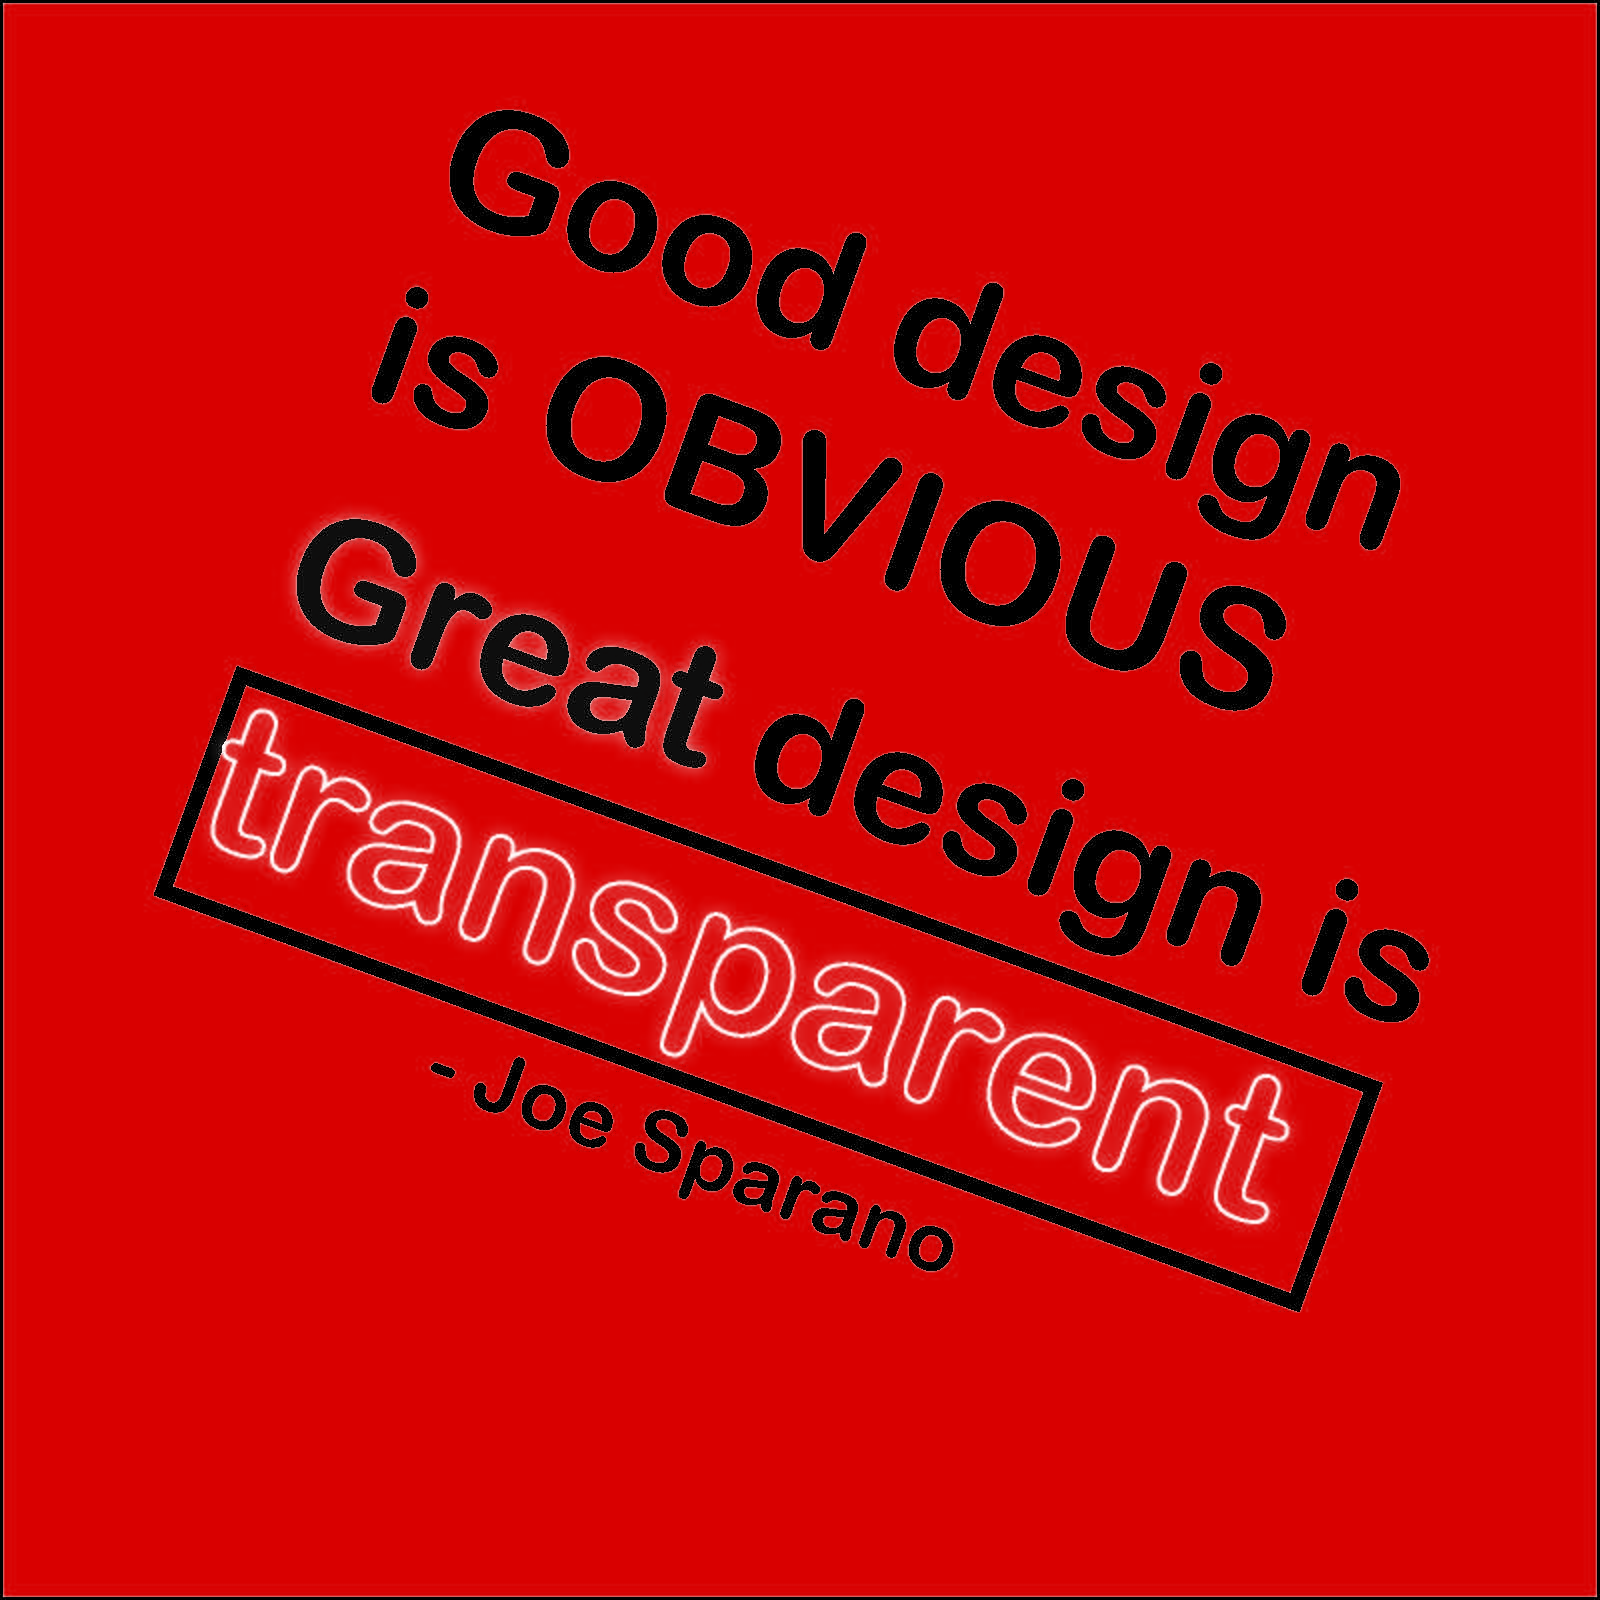 Good design
is OBVIOUS
Great design is
transparent
- Joe Sparano